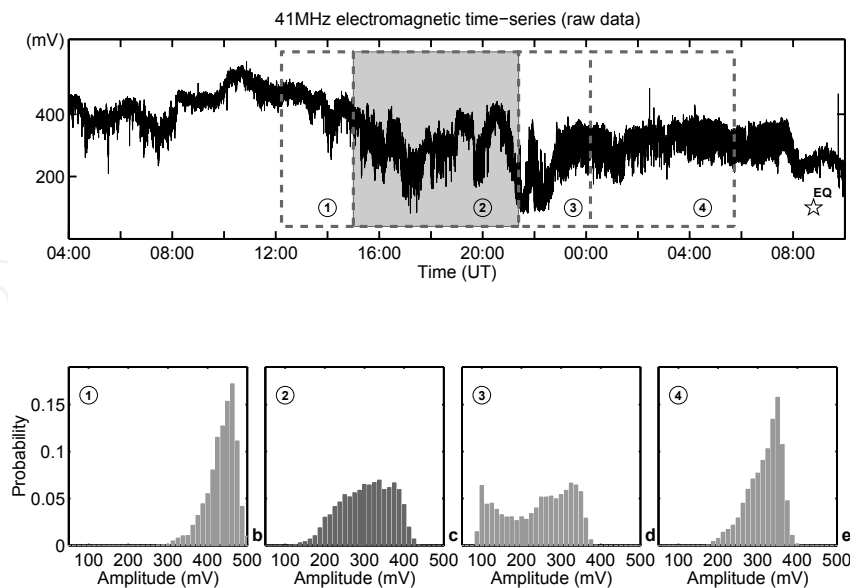 41MHz electromagnetic time−series (raw data)
(mV)
400
200
① ② ③ ④ EQ
04:00 08:00 12:00 16:00 20:00 00:00 04:00 08:00
Time (UT)
① ② ③ ④
0.15
0.1
0.05
0
Probability
b c d e
100 200 300 400 500 100 200 300 400 500 100 200 300 400 500 100 200 300 400 500
Amplitude (mV) Amplitude (mV) Amplitude (mV) Amplitude (mV)